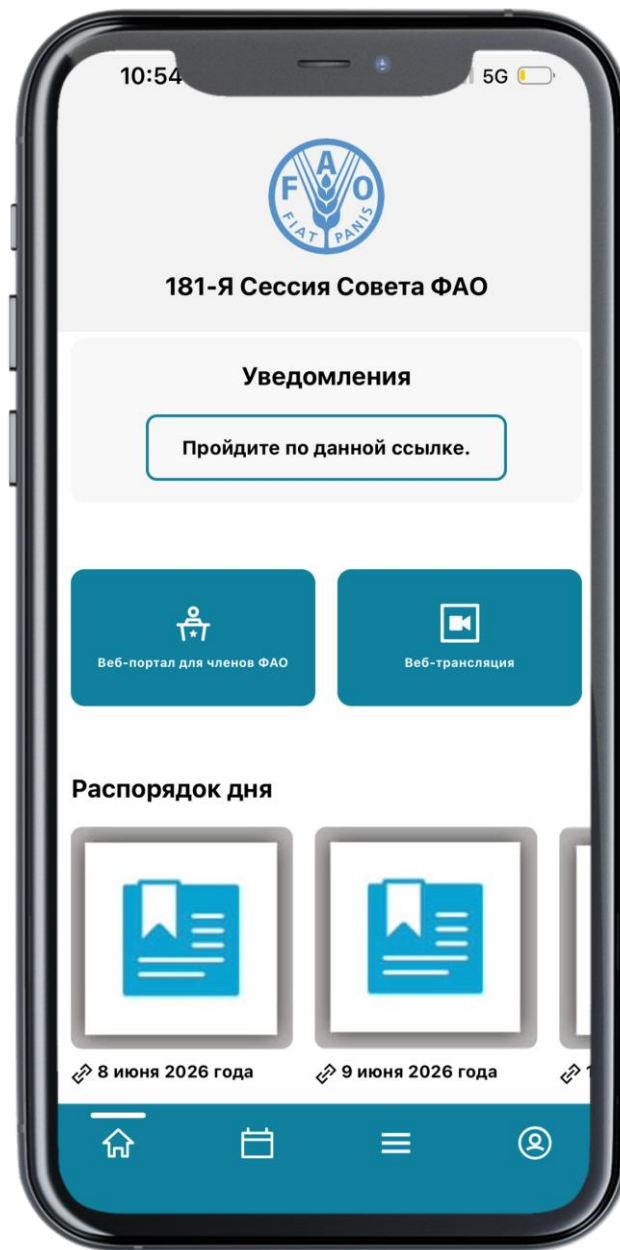 10:54
5G
F A O
FIAT PANIS
181-Я Сессия Совета ФАО
Уведомления
Пройдите по данной ссылке.
Веб-портал для членов ФАО
Веб-трансляция
Распорядок дня
8 июня 2026 года
9 июня 2026 года
1